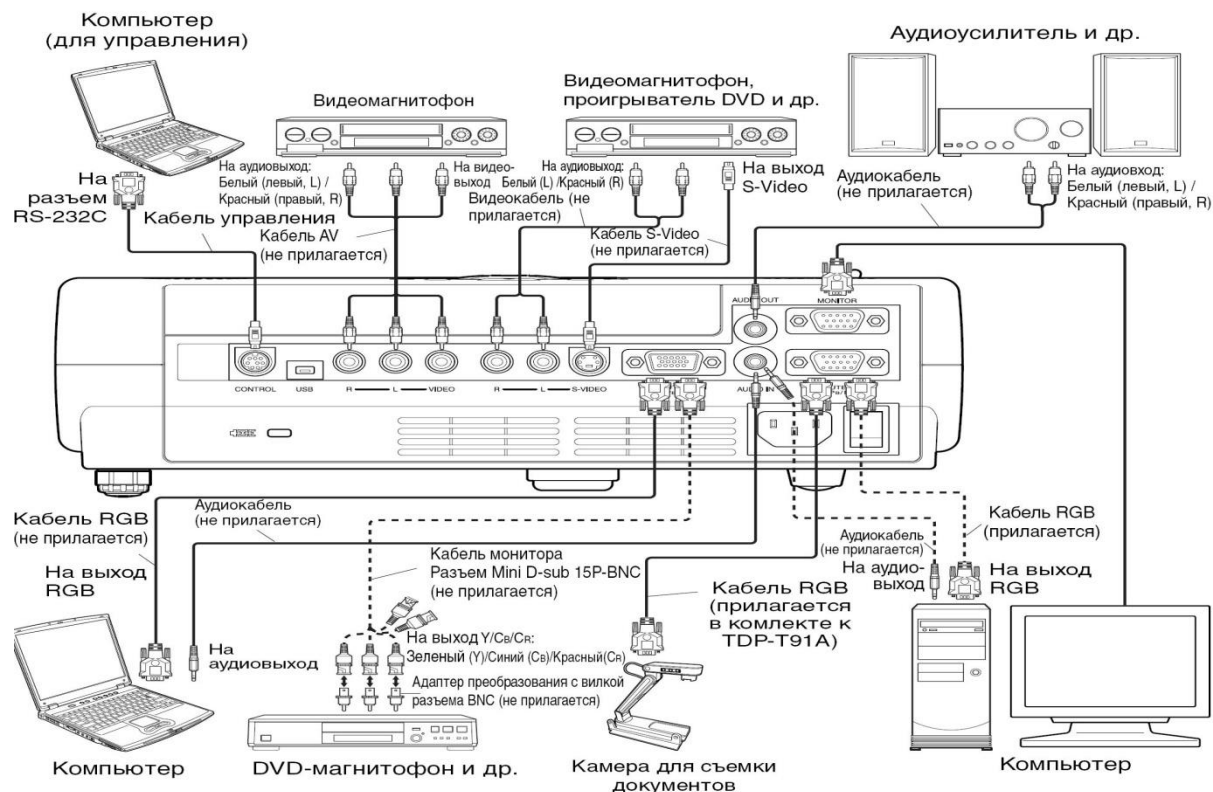 Компьютер
(для управления)
Видеомагнитофон
Видеомагнитофон,
проигрыватель DVD и др.
Аудиоусилитель и др.
На
разъем
RS-232C
На аудиовыход:
Белый (левый, L) /
Красный (правый, R)
На видео-
выход
На аудиовыход:
Белый (L) /Красный (R)
На выход
S-Video
Аудиокабель
(не прилагается)
На аудиовход:
Белый (левый, L) /
Красный (правый, R)
Кабель управления
Кабель AV
(не прилагается)
Видеокабель (не
прилагается)
Кабель S-Video
(не прилагается)
MONITOR
CONTROL
USB
R
L
VIDEO
R
L
S-VIDEO
AUDIO IN
Кабель RGB
(не прилагается)
Аудиокабель
(не прилагается)
На выход
RGB
На
аудиовыход
Кабель монитора
Разъем Mini D-sub 15P-BNC
(не прилагается)
На выход Y/CB/CR:
Зеленый (Y)/Синий (CB)/Красный(CR)
Адаптер преобразования с вилкой
разъема BNC (не прилагается)
Кабель RGB
(прилагается
в комлекте к
TDP-T91A)
Аудиокабель
(не прилагается)
На аудио-
выход
Кабель RGB
(прилагается)
На выход
RGB
Компьютер
DVD-магнитофон и др.
Камера для съемки
документов
Компьютер